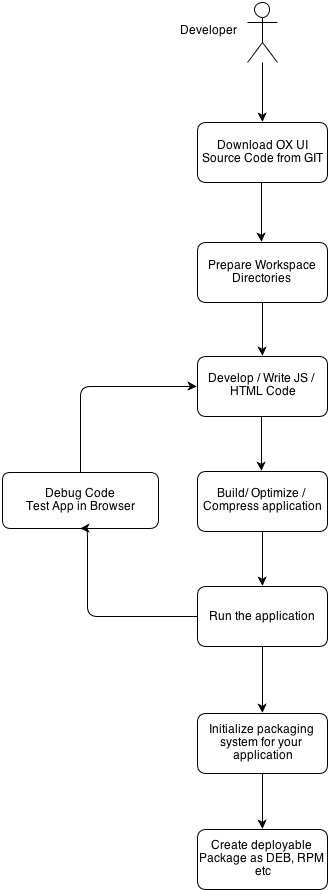 Developer
Download OX UI
Source Code from GIT
Prepare Workspace
Directories
Develop / Write JS /
HTML Code
Debug Code
Test App in Browser
Build/ Optimize /
Compress application
Run the application
Initialize packaging
system for your
application
Create deployable
Package as DEB, RPM
etc